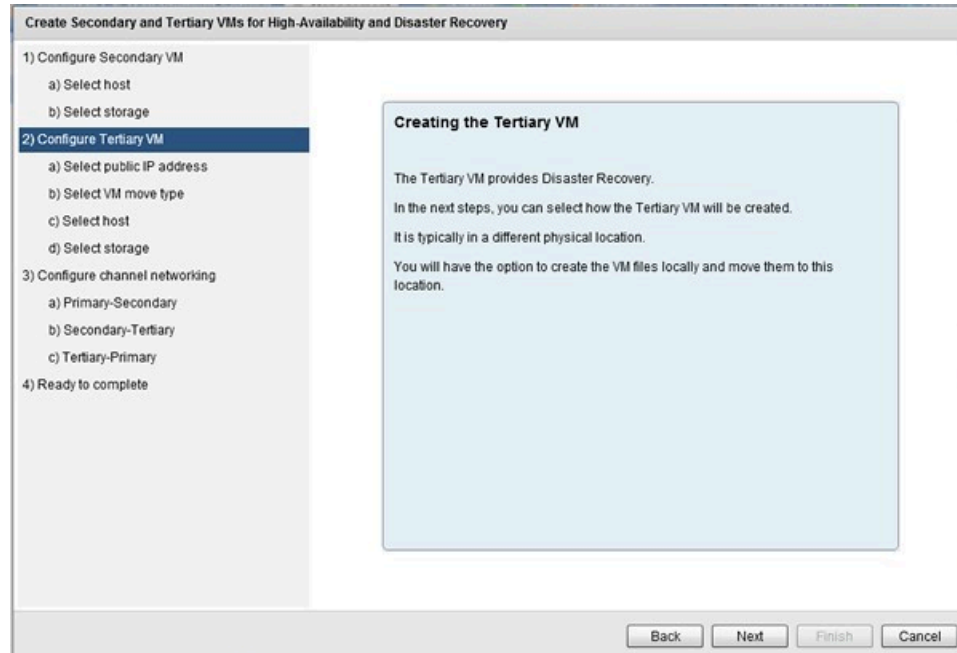 Create Secondary and Tertiary VMs for High-Availability and Disaster Recovery
1) Configure Secondary VM
a) Select host
b) Select storage
2) Configure Tertiary VM
a) Select public IP address
b) Select VM move type
c) Select host
d) Select storage
3) Configure channel networking
a) Primary-Secondary
b) Secondary-Tertiary
c) Tertiary-Primary
4) Ready to complete
Creating the Tertiary VM
The Tertiary VM provides Disaster Recovery.
In the next steps, you can select how the Tertiary VM will be created.
It is typically in a different physical location.
You will have the option to create the VM files locally and move them to this
location.
Back Next Finish Cancel